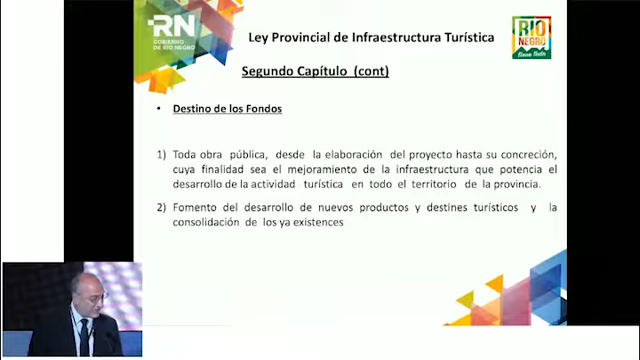 RN
GOBIERNO
DE RIO NEGRO
Ley Provincial de Infraestructura Turística
RIO
NEGRO
Segundo Capítulo (cont)
• Destino de los Fondos
1) Toda obra pública, desde la elaboración del proyecto hasta su concreción,
cuya finalidad sea el mejoramiento de la infraestructura que potencia el
desarrollo de la actividad turística en todo el territorio de la provincia.
2) Fomento del desarrollo de nuevos productos y destines turísticos y la
consolidación de los ya existences